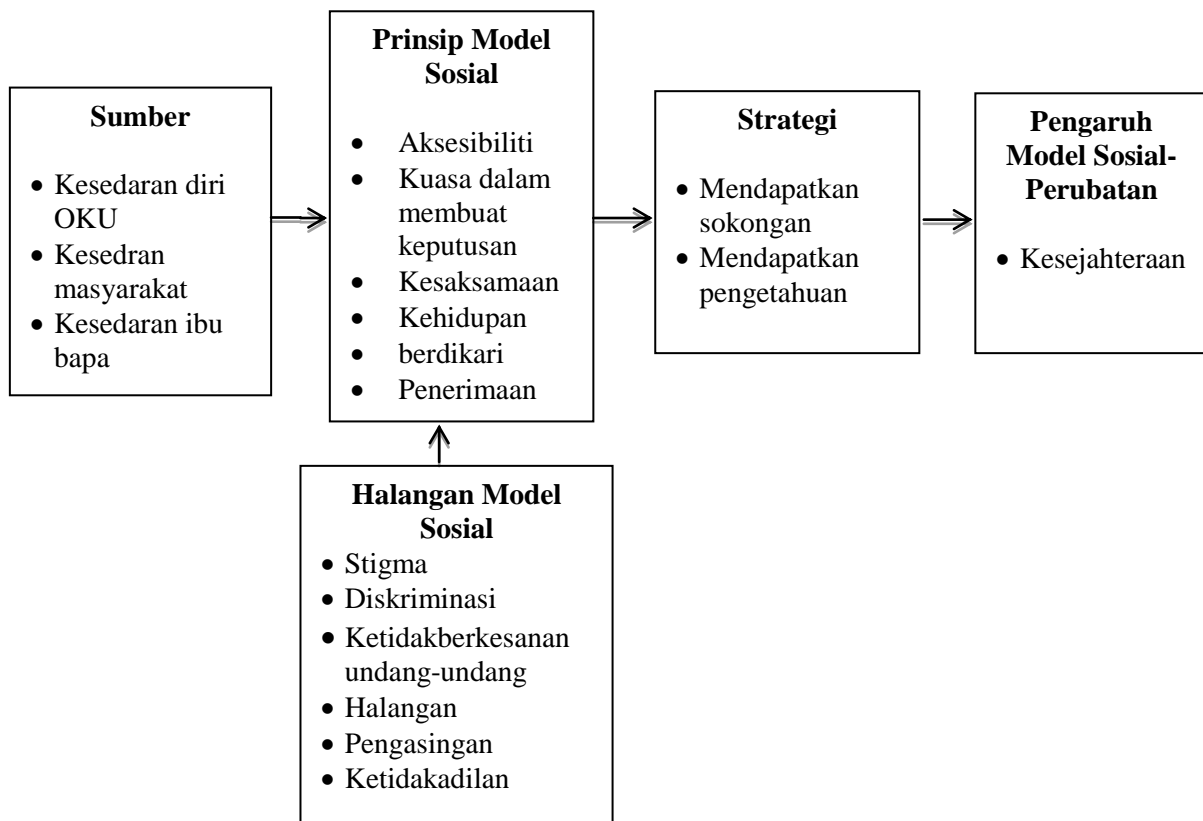 Sumber
• Kesedaran diri
OKU
• Kesedran
masyarakat
• Kesedaran ibu
bapa
Prinsip Model
Sosial
• Aksesibiliti
• Kuasa dalam
membuat
keputusan
• Kesaksamaan
• Kehidupan
• berdikari
• Penerimaan
Strategi
• Mendapatkan
sokongan
• Mendapatkan
pengetahuan
Pengaruh
Model Sosial-
Perubatan
• Kesejahteraan
Halangan Model
Sosial
• Stigma
• Diskriminasi
• Ketidakberkesanan
undang-undang
• Halangan
• Pengasingan
• Ketidakadilan